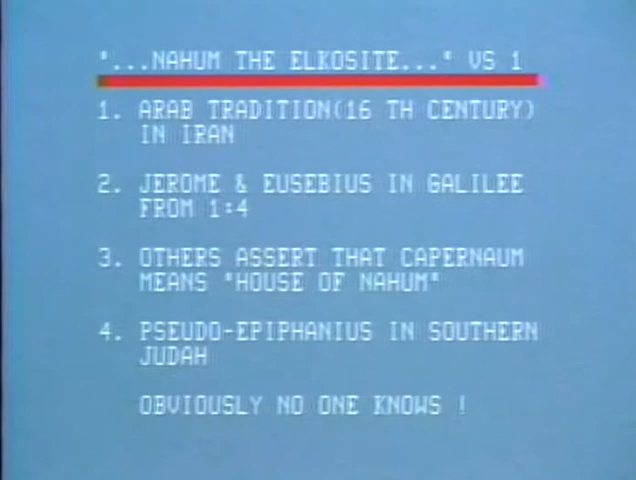 "...NAHUM THE ELKOSITE..." VS 1
1. ARAB TRADITION(16 TH CENTURY)
IN IRAN
2. JEROME & EUSEBIUS IN GALILEE
FROM 1:4
3. OTHERS ASSERT THAT CAPERNAUM
MEANS "HOUSE OF NAHUM"
4. PSEUDO-EPIPHANIUS IN SOUTHERN
JUDAH
OBVIOUSLY NO ONE KNOWS !